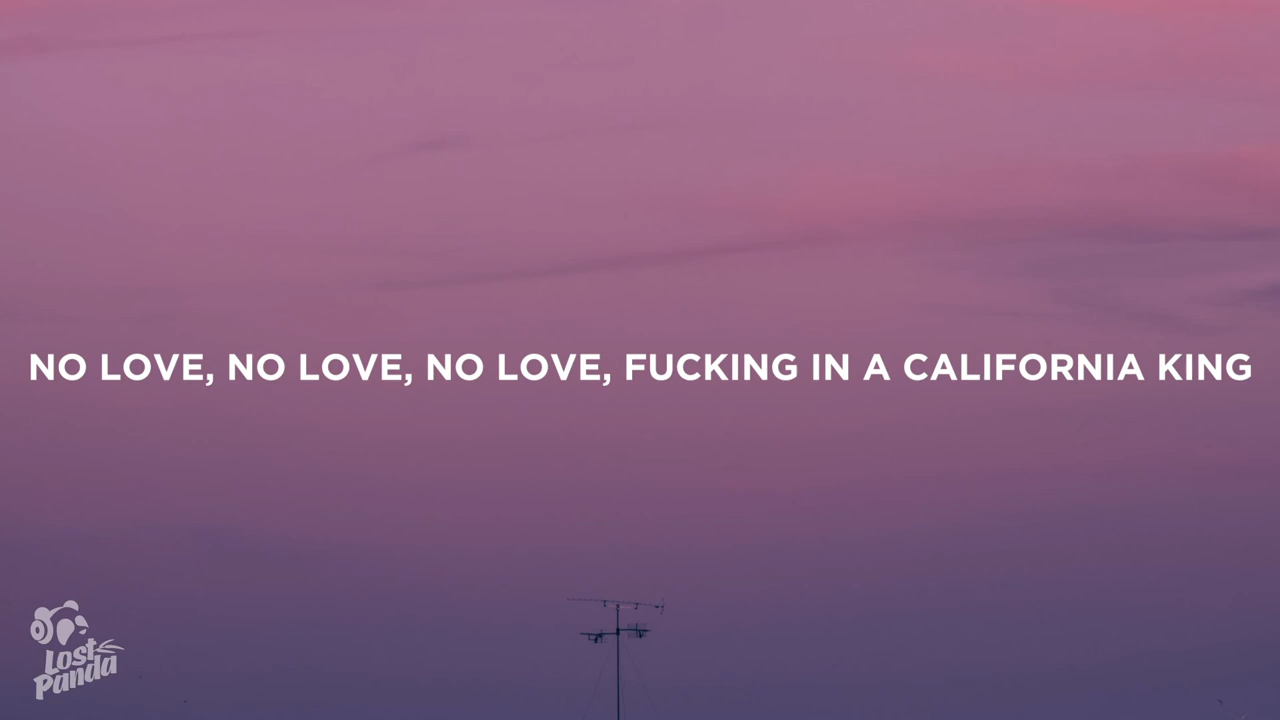 NO LOVE, NO LOVE, NO LOVE, FUCKING IN A CALIFORNIA KING
Lost
Panda